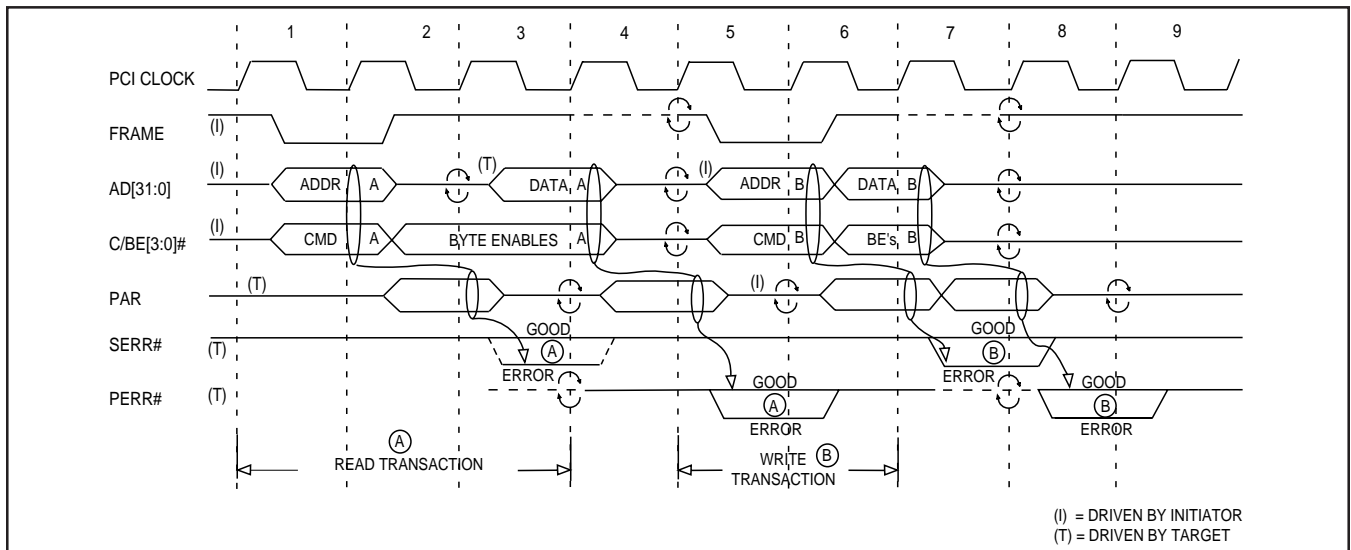 1 2 3 4 5 6 7 8 9
PCI CLOCK
FRAME (I)
AD[31:0] (I) ADDR A (T) DATA A (I) ADDR B DATA B
C/BE[3:0]# (I) CMD A BYTE ENABLES A CMD B BE's B
PAR (T) (I)
SERR# (T) GOOD A ERROR GOOD B ERROR
PERR# (T) GOOD A ERROR GOOD B ERROR
A
READ TRANSACTION
WRITE B
TRANSACTION
(I) = DRIVEN BY INITIATOR
(T) = DRIVEN BY TARGET